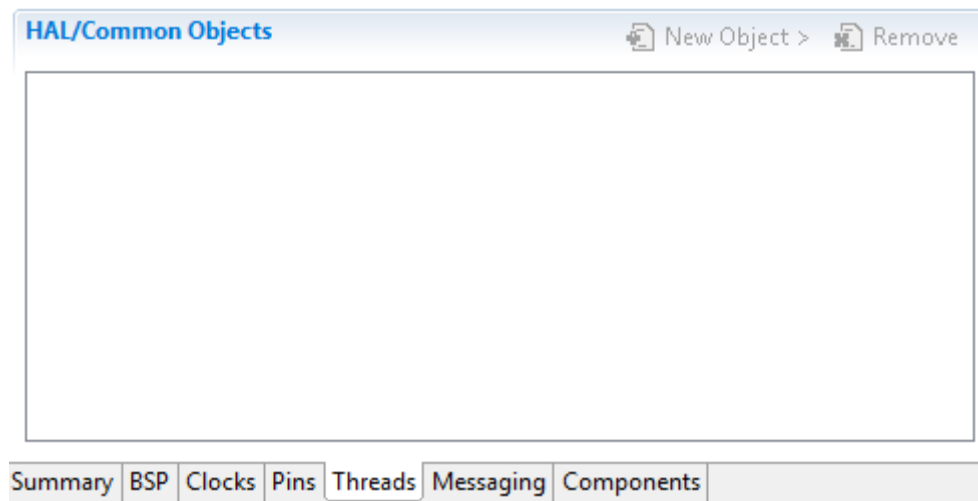 HAL/Common Objects New Object > Remove
Summary BSP Clocks Pins Threads Messaging Components